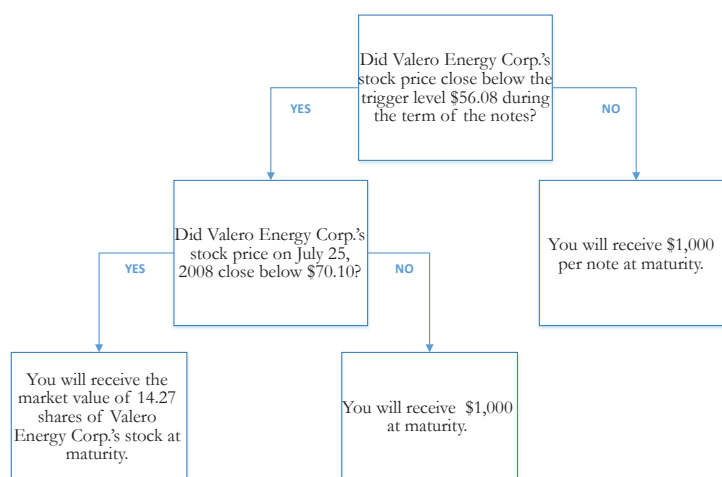 Did Valero Energy Corp.'s
stock price close below the
trigger level $56.08 during
the term of the notes?
YES
NO
Did Valero Energy Corp.'s
stock price on July 25,
2008 close below $70.10?
You will receive $1,000
per note at maturity.
YES
NO
You will receive the
market value of 14.27
shares of Valero
Energy Corp.'s stock at
maturity.
You will receive $1,000
at maturity.